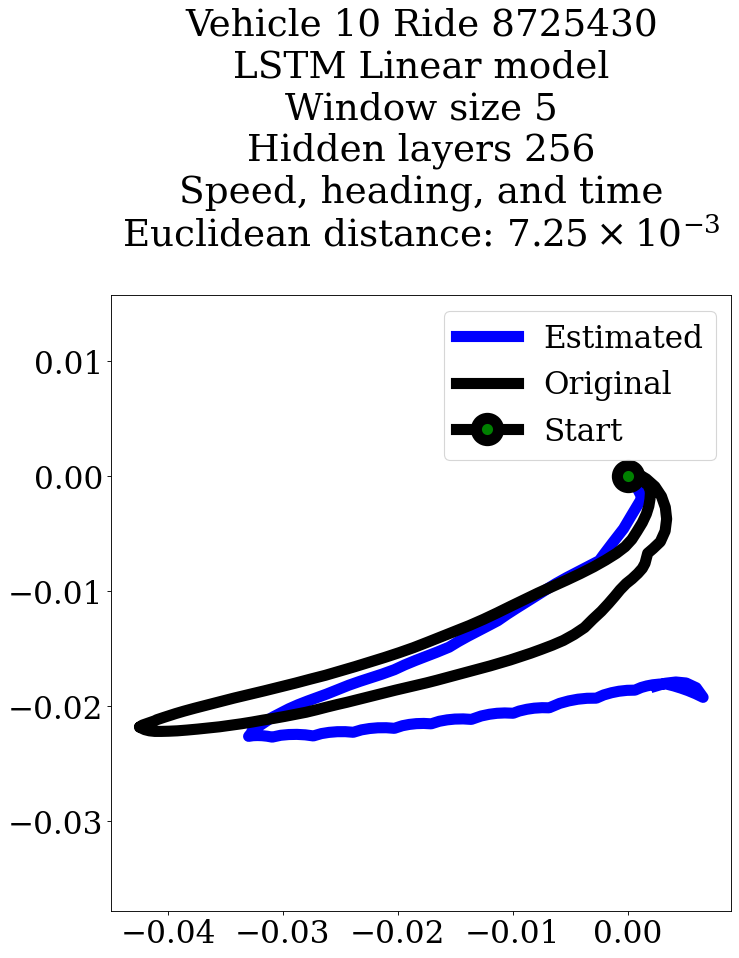 Vehicle 10 Ride 8725430
LSTM Linear model
Window size 5
Hidden layers 256
Speed, heading, and time
Euclidean distance: 7.25 × 10⁻³
Estimated
Original
Start
0.01
0.00
−0.01
−0.02
−0.03
−0.04 −0.03 −0.02 −0.01 0.00